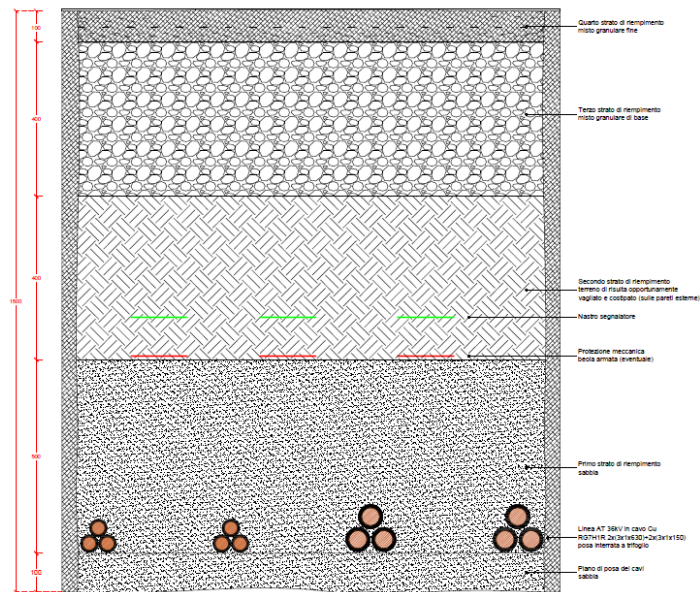 Quarto strato di riempimento
misto granulare fine
100
Terzo strato di riempimento
misto granulare di base
400
Secondo strato di riempimento
terreno di risulta opportunamente
vagliato e costipato (sulle pareti esterne)
400
1500
Nastro segnalatore
Protezione meccanica
beola armata (eventuale)
500
Primo strato di riempimento
sabbia
Linea AT 36kV in cavo Cu
RG7H1R 2x(3x1x630)+2x(3x1x150)
posa interrata a trifoglio
100
Piano di posa dei cavi
sabbia